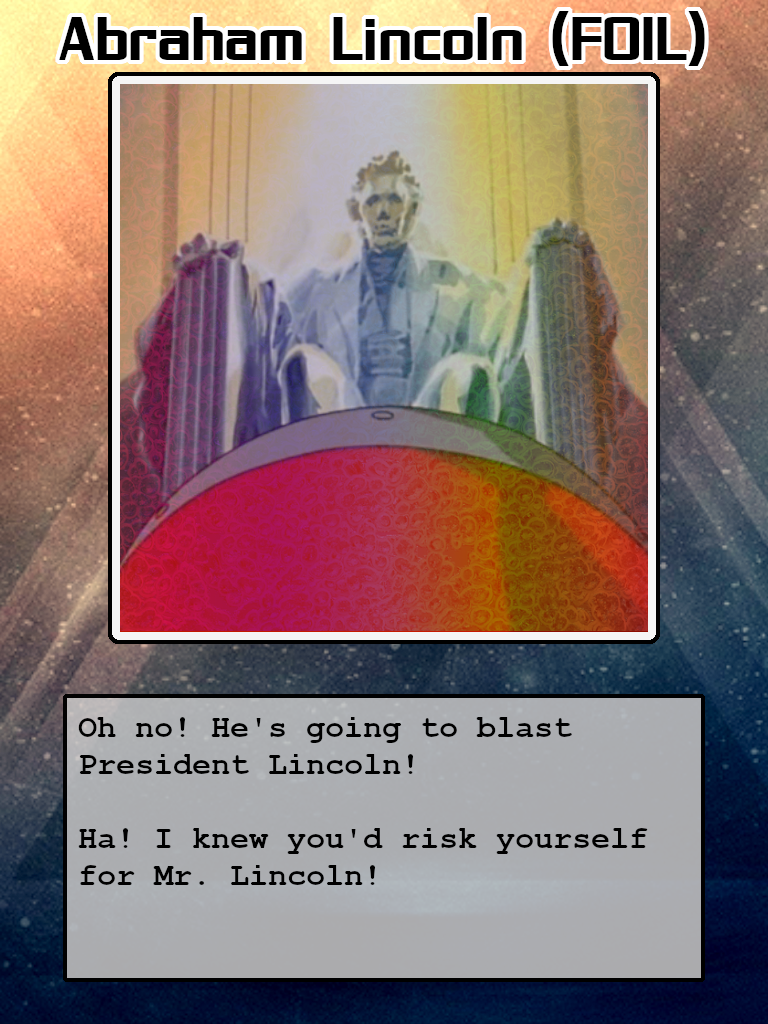 Abraham Lincoln (FOIL)
Oh no! He's going to blast
President Lincoln!
Ha! I knew you'd risk yourself
for Mr. Lincoln!